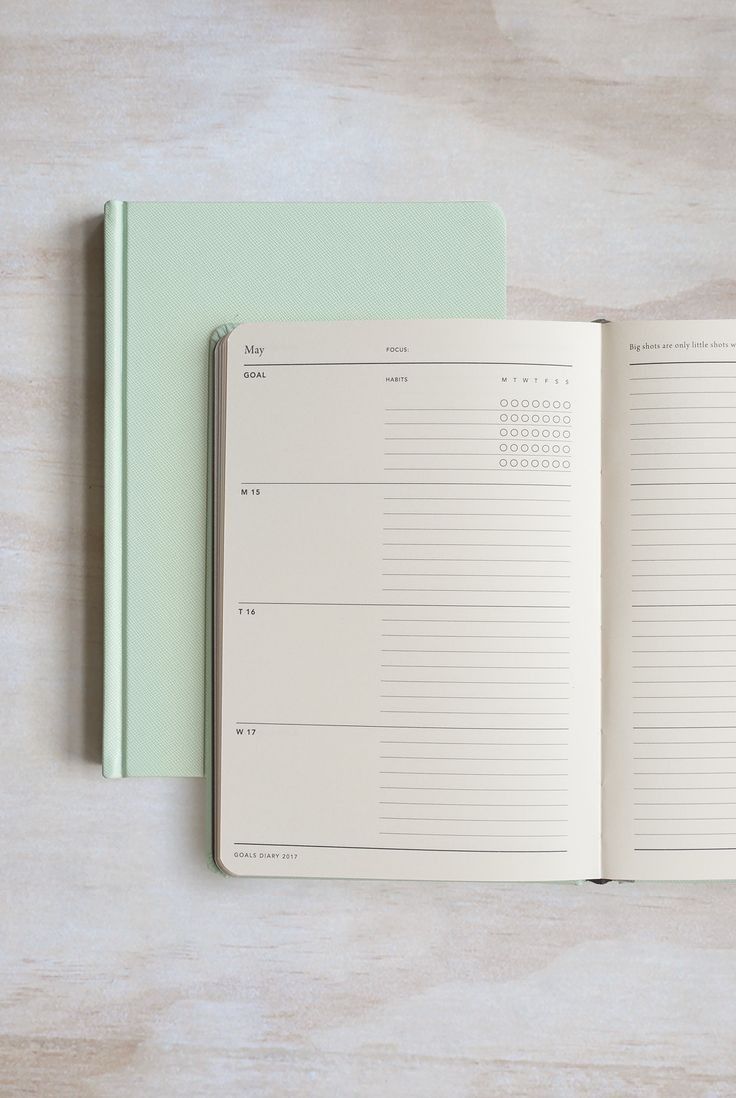 May FOCUS:
GOAL HABITS M T W T F S S
M 15
T 16
W 17
GOALS DIARY 2017
Big shots are only little shots